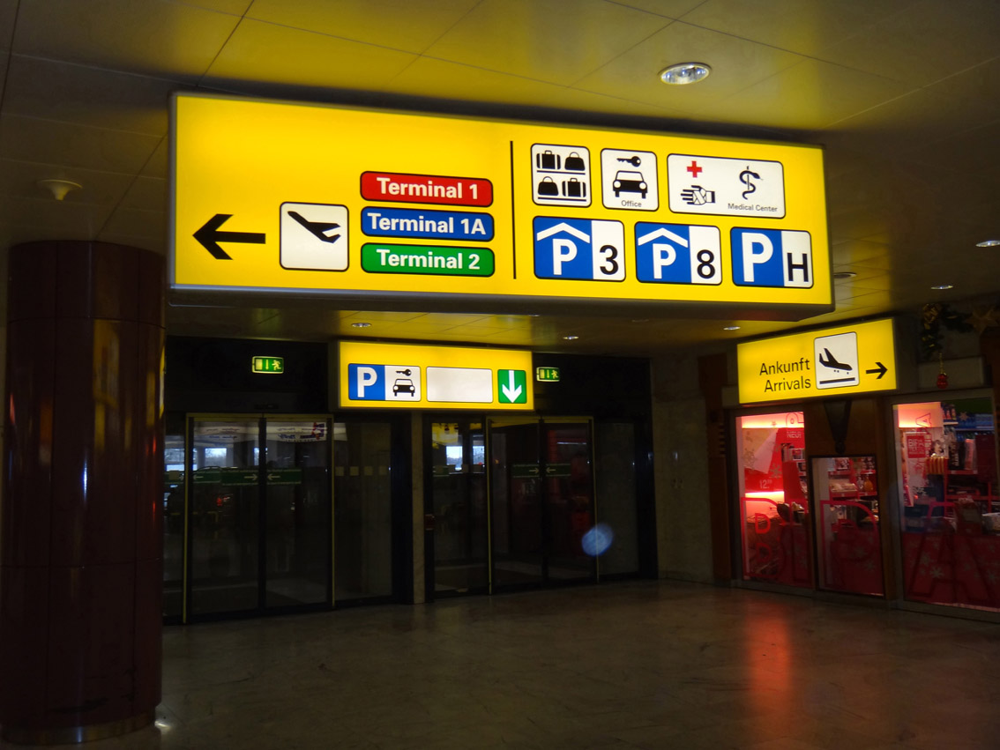 Terminal 1
Terminal 1A
Terminal 2
Office
Medical Center
P 3
P 8
P H
P
Ankunft
Arrivals